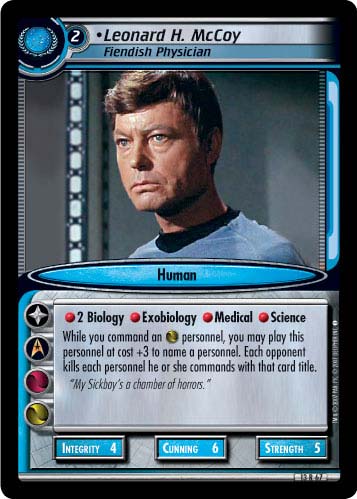 2 •Leonard H. McCoy
Fiendish Physician
Human
2 Biology Exobiology Medical Science
While you command an personnel, you may play this
personnel at cost +3 to name a personnel. Each opponent
kills each personnel he or she commands with that card title.
"My Sickbay's a chamber of horrors."
INTEGRITY 4 CUNNING 6 STRENGTH 5
13 R 67